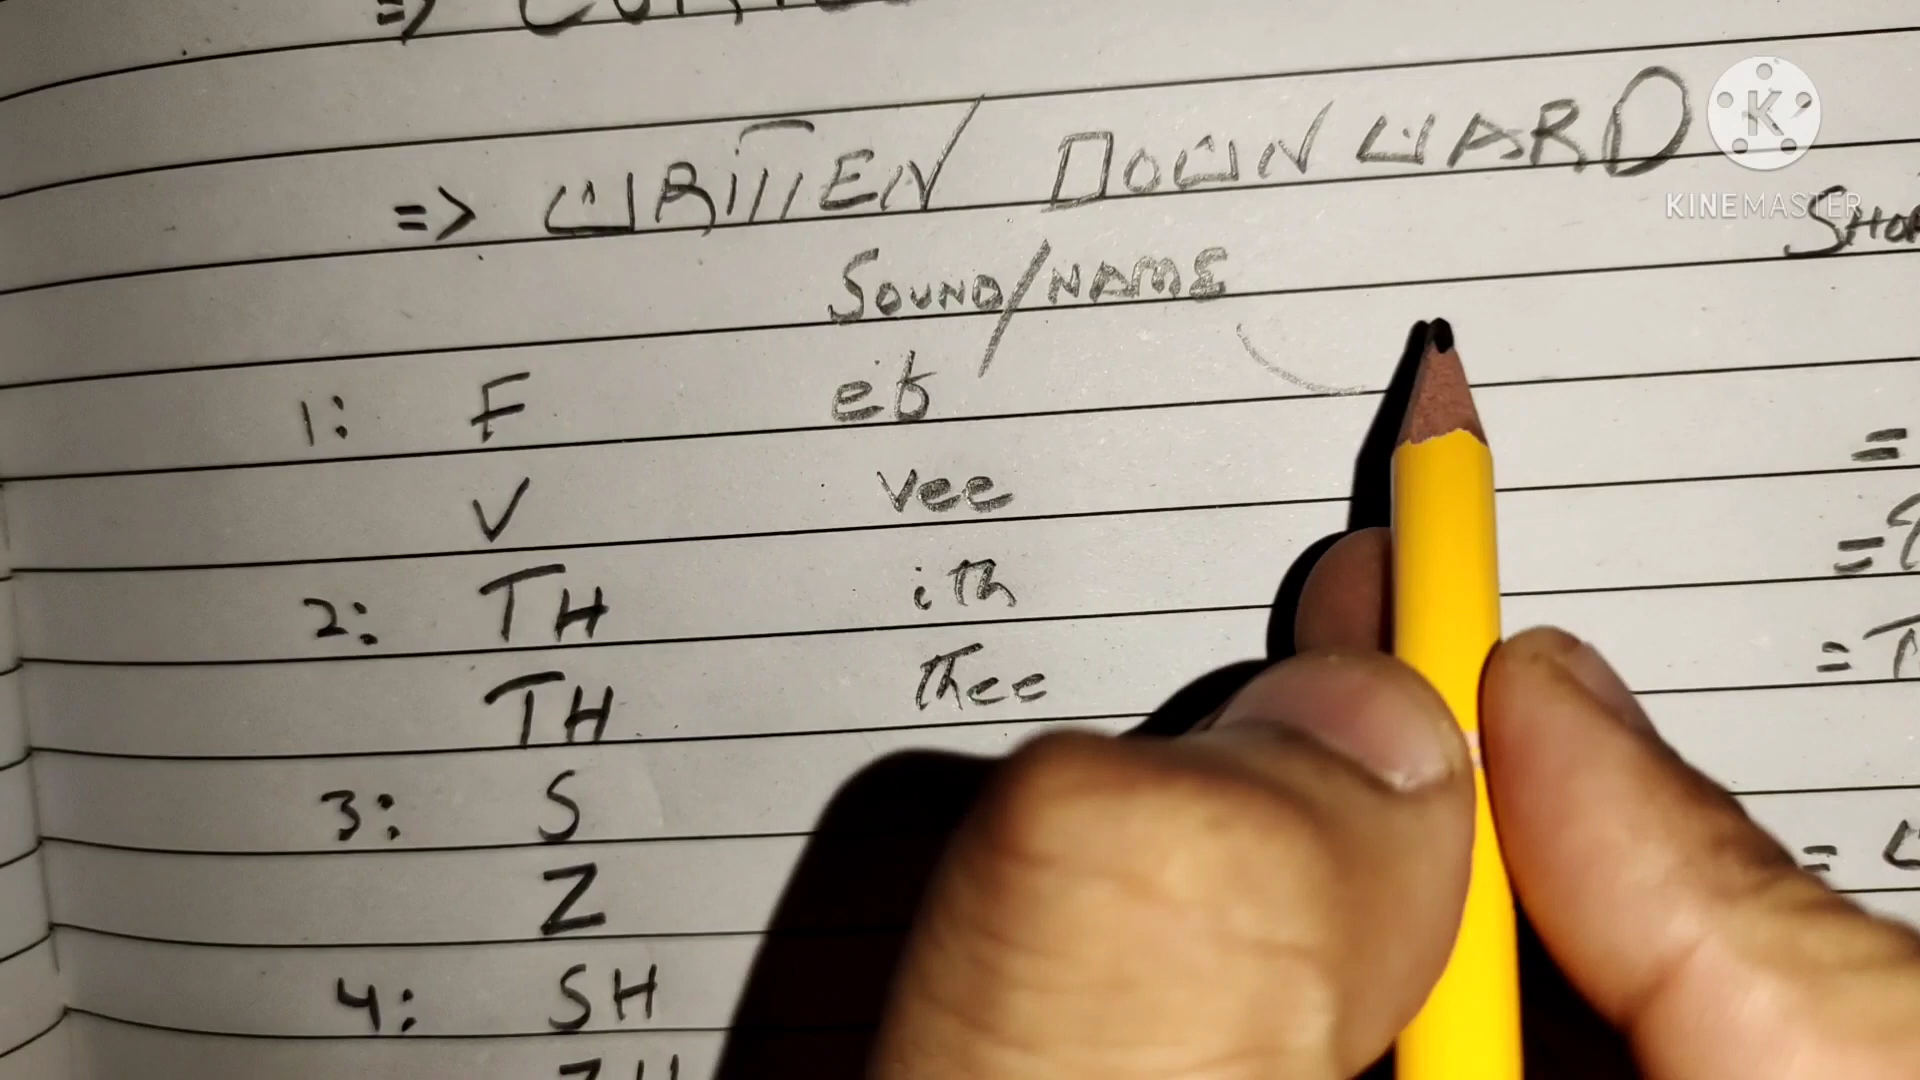 => WRITTEN DOWNWARD
KINEMASTER
SOUND/NAME
1: F ef =
V vee =
2: TH ith
TH thee =
3: S
Z =
4: SH